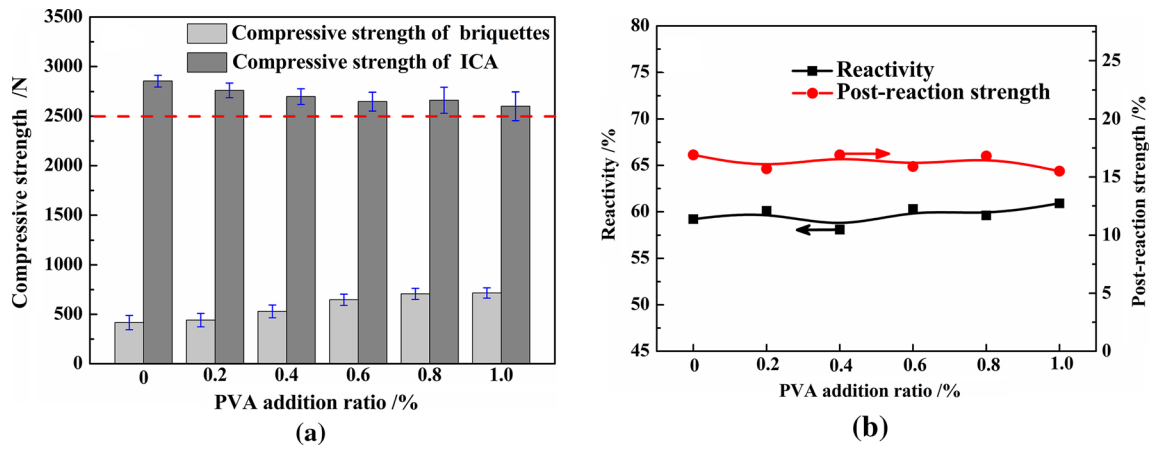 3500
3000
2500
2000
1500
1000
500
0
Compressive strength /N
Compressive strength of briquettes
Compressive strength of ICA
0 0.2 0.4 0.6 0.8 1.0
PVA addition ratio /%
(a)
80
75
70
65
60
55
50
45
Reactivity /%
Reactivity
Post-reaction strength
25
20
15
10
5
0
Post-reaction strength /%
0 0.2 0.4 0.6 0.8 1.0
PVA addition ratio /%
(b)